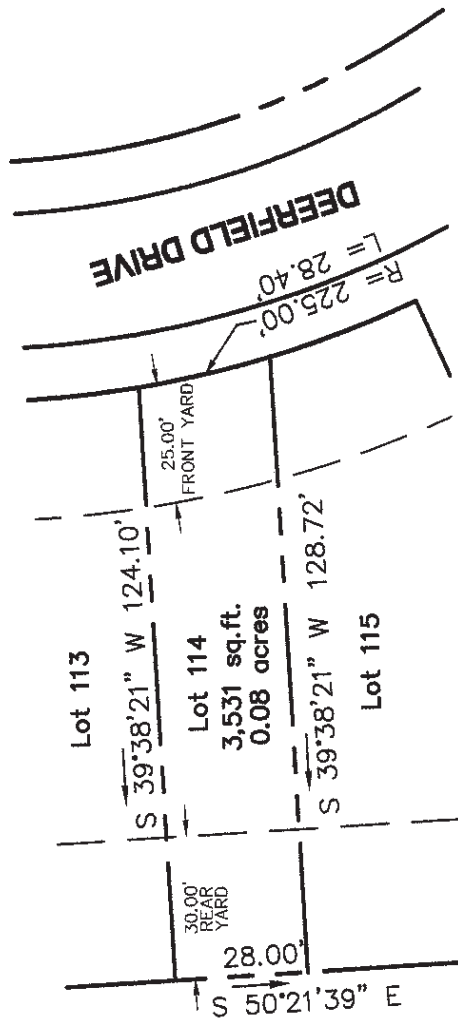 DEERFIELD DRIVE
L= 28.40'
R= 225.00'
25.00'
FRONT YARD
Lot 113
S 39°38'21" W 124.10'
Lot 114
3,531 sq.ft.
0.08 acres
S 39°38'21" W 128.72'
Lot 115
30.00'
REAR
YARD
28.00'
S 50°21'39" E